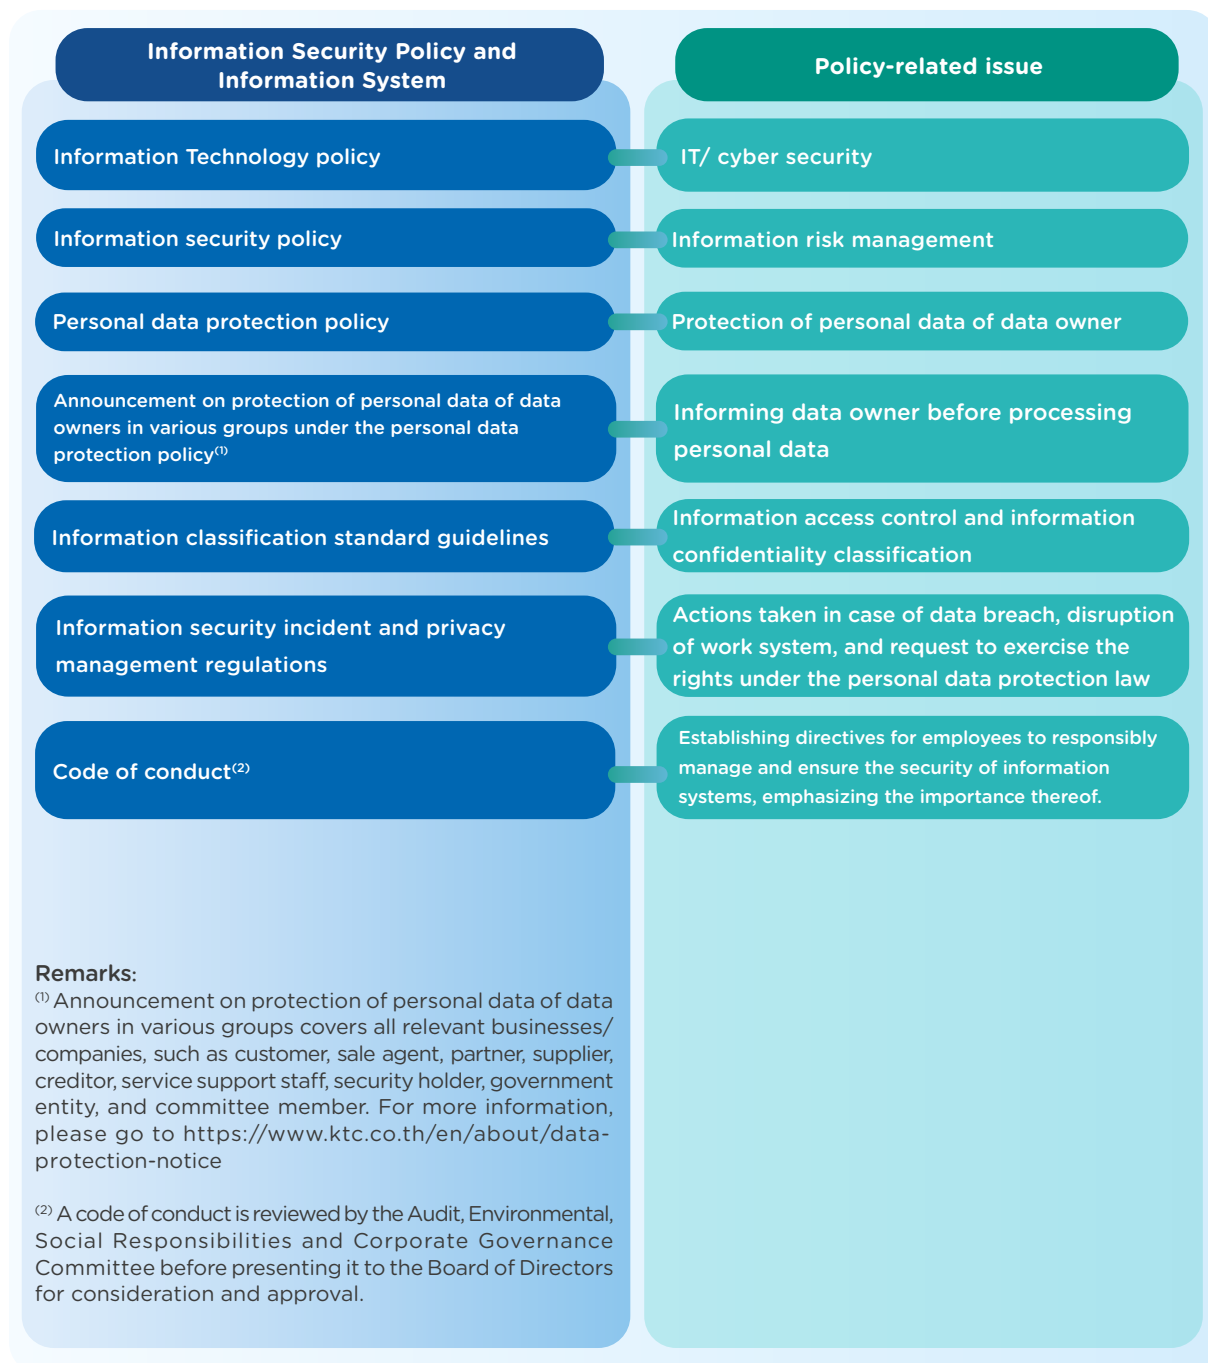 Information Security Policy and
Information System
Policy-related issue
Information Technology policy
IT/ cyber security
Information security policy
Information risk management
Personal data protection policy
Protection of personal data of data owner
Announcement on protection of personal data of data
owners in various groups under the personal data
protection policy(1)
Informing data owner before processing
personal data
Information classification standard guidelines
Information access control and information
confidentiality classification
Information security incident and privacy
management regulations
Actions taken in case of data breach, disruption
of work system, and request to exercise the
rights under the personal data protection law
Code of conduct(2)
Establishing directives for employees to responsibly
manage and ensure the security of information
systems, emphasizing the importance thereof.
Remarks:
(1) Announcement on protection of personal data of data
owners in various groups covers all relevant businesses/
companies, such as customer, sale agent, partner, supplier,
creditor, service support staff, security holder, government
entity, and committee member. For more information,
please go to https://www.ktc.co.th/en/about/data-
protection-notice
(2) A code of conduct is reviewed by the Audit, Environmental,
Social Responsibilities and Corporate Governance
Committee before presenting it to the Board of Directors
for consideration and approval.